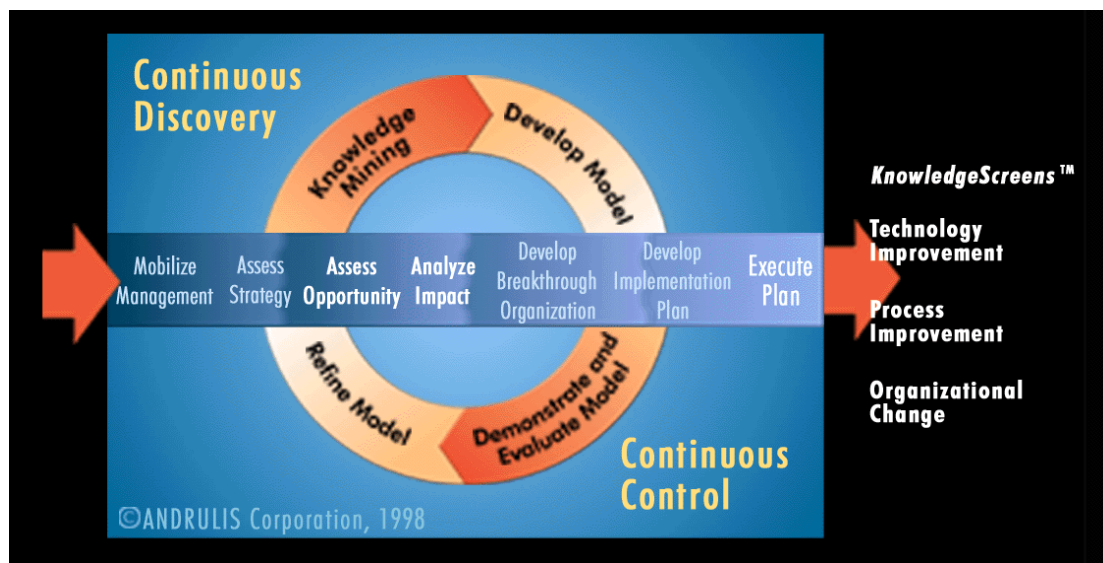 Continuous
Discovery
Knowledge
Mining
Develop Model
Mobilize
Management
Assess
Strategy
Assess
Opportunity
Analyze
Impact
Develop
Breakthrough
Organization
Develop
Implementation
Plan
Execute
Plan
Refine Model
Demonstrate and
Evaluate Model
Continuous
Control
©ANDRULIS Corporation, 1998
KnowledgeScreens™
Technology
Improvement
Process
Improvement
Organizational
Change